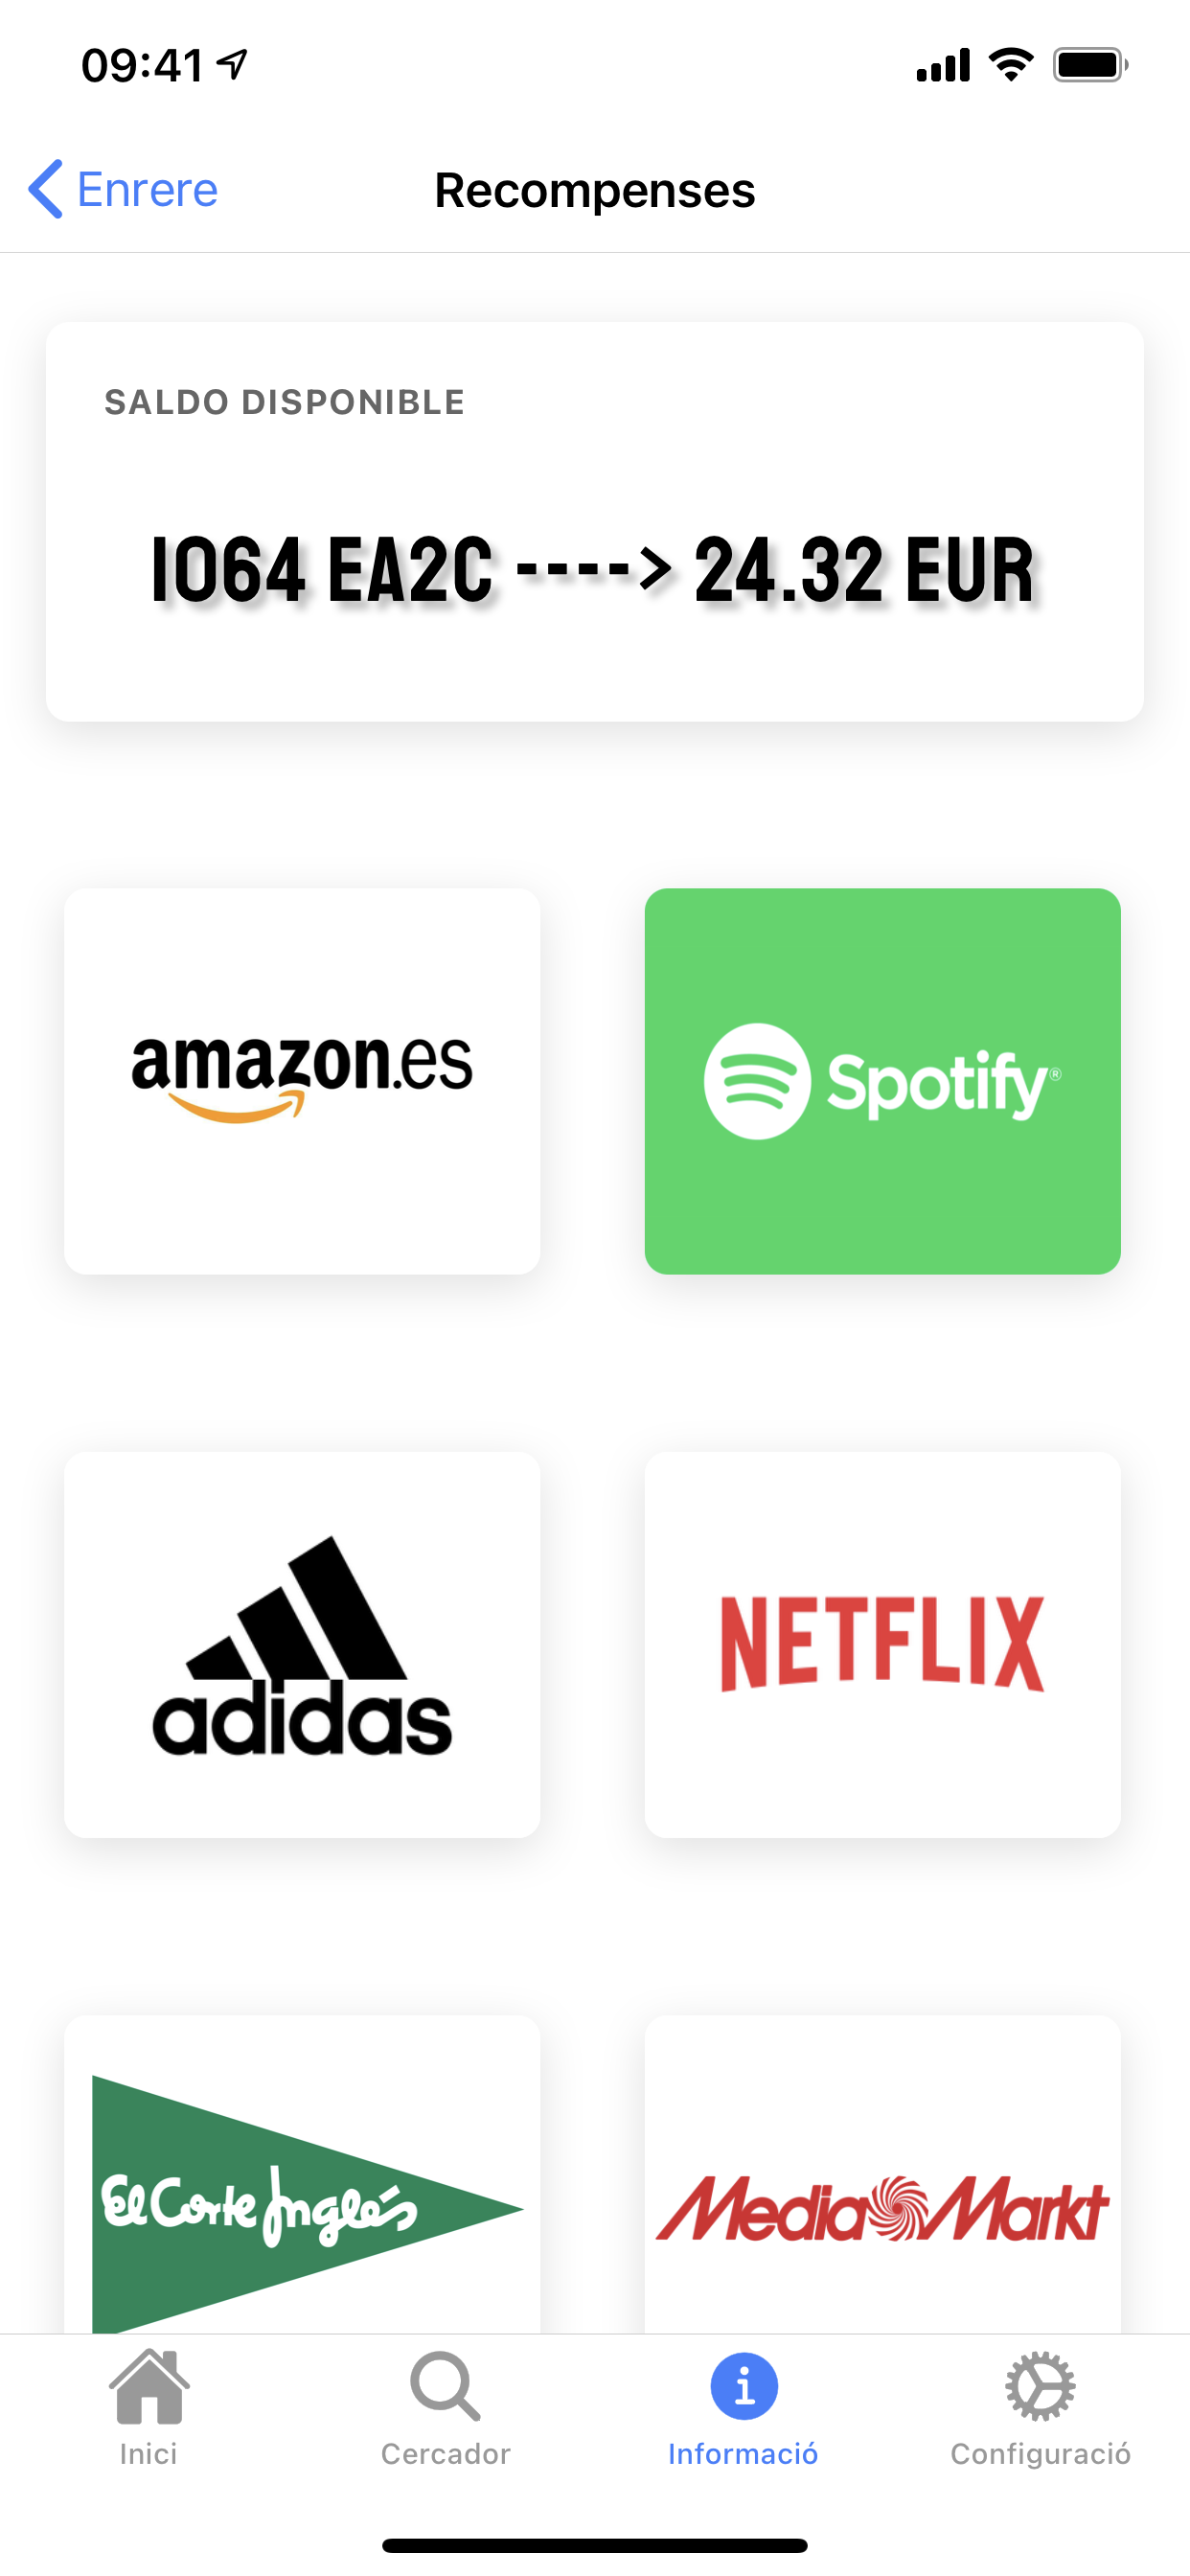 09:41
Enrere
Recompenses
SALDO DISPONIBLE
1064 EA2C ----> 24.32 EUR
amazon.es
Spotify®
adidas
NETFLIX
El Corte Inglés
MediaMarkt
Inici
Cercador
Informació
Configuració